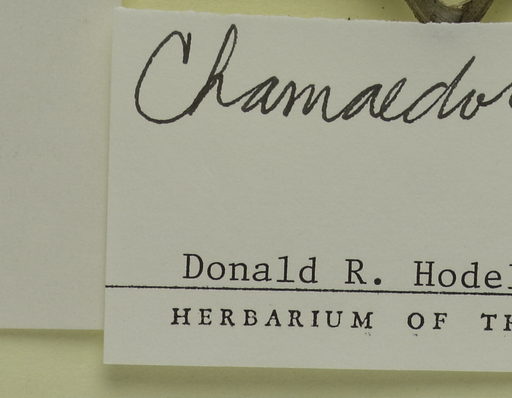 Chamaedo
Donald R. Hodel
HERBARIUM OF TH